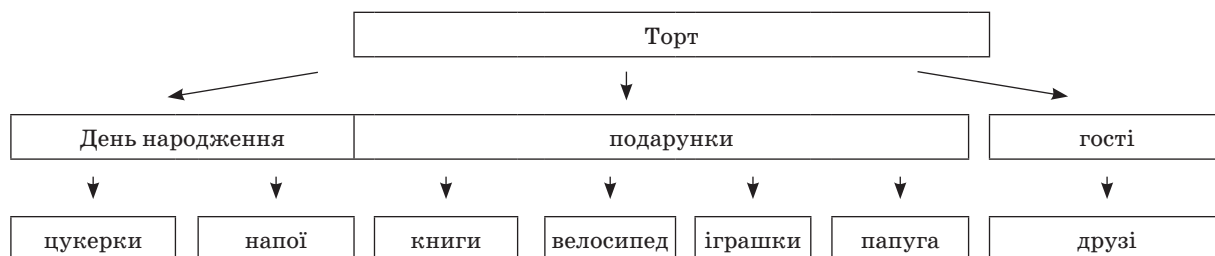 Торт
День народження подарунки гості
цукерки напої книги велосипед іграшки папуга друзі